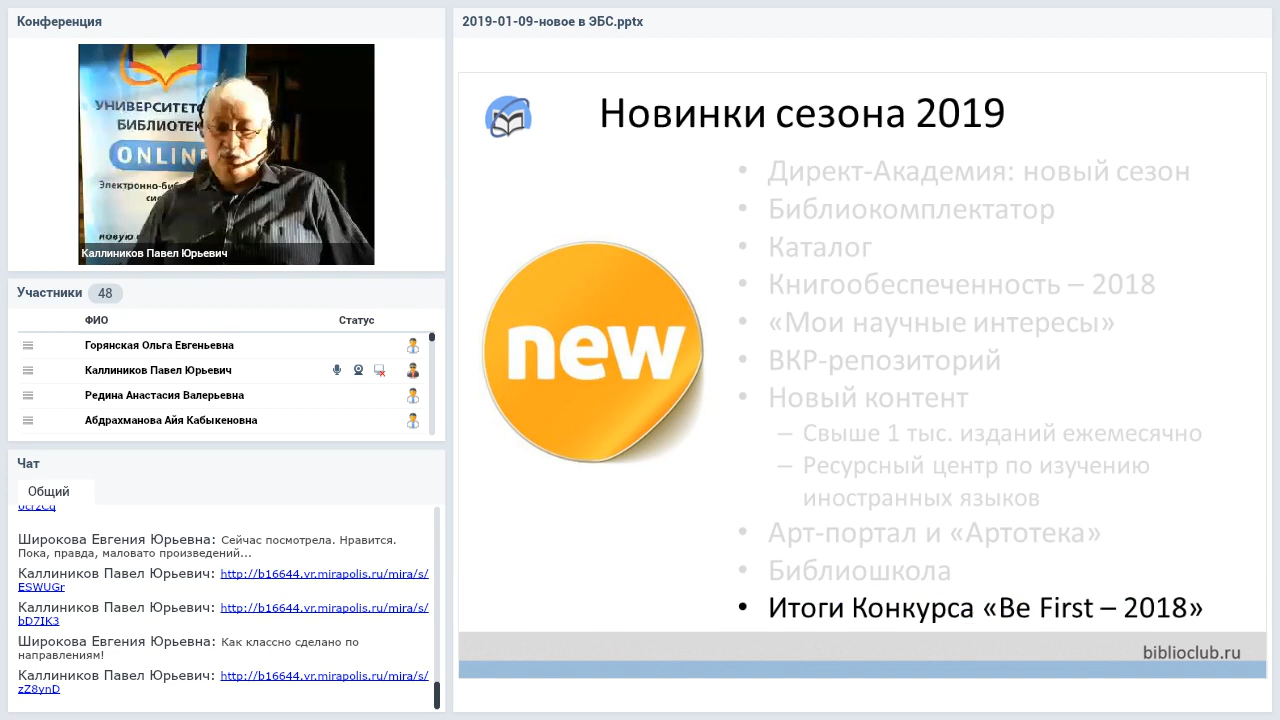 Конференция
УНИВЕРСИТЕТС
БИБЛИОТЕК
ONLINE
Электронно-биб
сис
новую
Каллиников Павел Юрьевич
Участники 48
ФИО Статус
Горянская Ольга Евгеньевна
Каллиников Павел Юрьевич
Редина Анастасия Валерьевна
Абдрахманова Айя Кабыкеновна
Чат
Общий
Широкова Евгения Юрьевна: Сейчас посмотрела. Нравится.
Пока, правда, маловато произведений...
Каллиников Павел Юрьевич: http://b16644.vr.mirapolis.ru/mira/s/
ESWUGr
Каллиников Павел Юрьевич: http://b16644.vr.mirapolis.ru/mira/s/
bD7IK3
Широкова Евгения Юрьевна: Как классно сделано по
направлениям!
Каллиников Павел Юрьевич: http://b16644.vr.mirapolis.ru/mira/s/
zZ8ynD
2019-01-09-новое в ЭБС.pptx
Новинки сезона 2019
new
• Директ-Академия: новый сезон
• Библиокомплектатор
• Каталог
• Книгообеспеченность – 2018
• «Мои научные интересы»
• ВКР-репозиторий
• Новый контент
– Свыше 1 тыс. изданий ежемесячно
– Ресурсный центр по изучению
иностранных языков
• Арт-портал и «Артотека»
• Библиошкола
• Итоги Конкурса «Be First – 2018»
biblioclub.ru